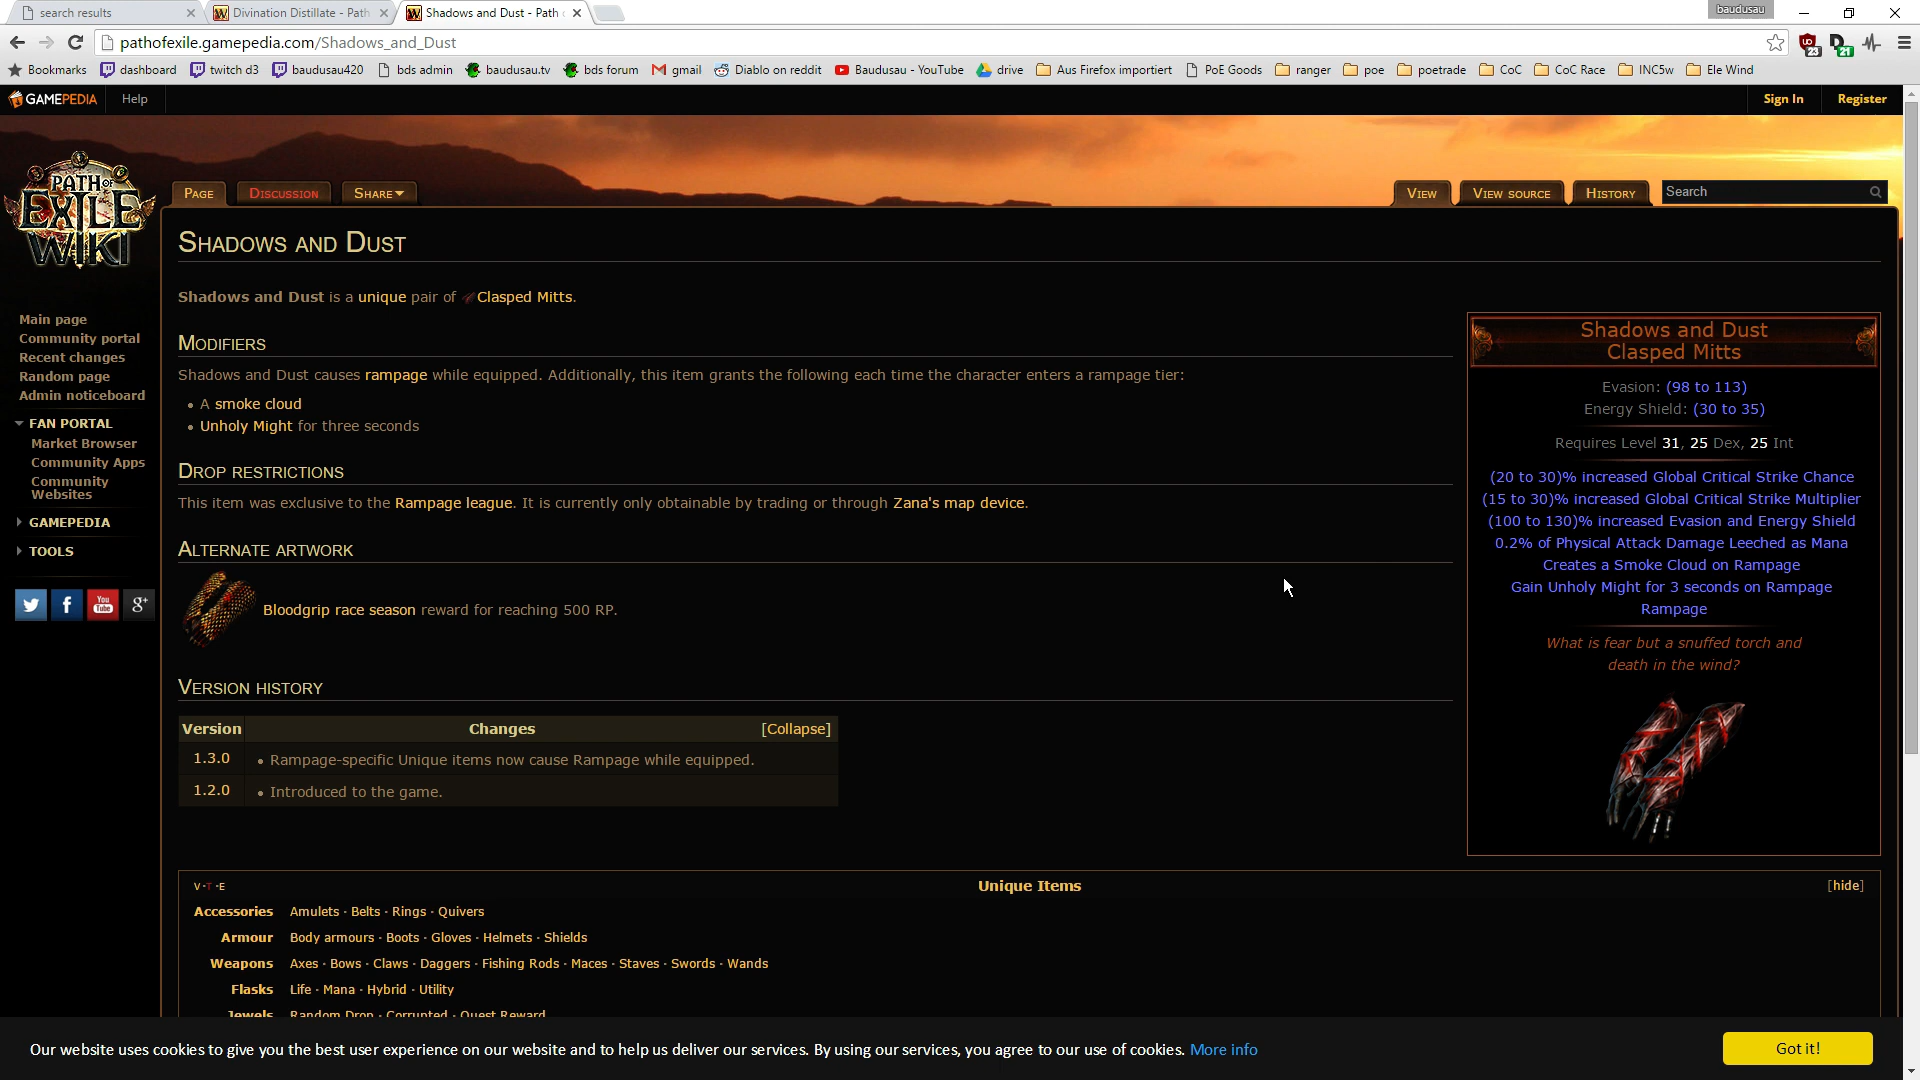 search results
Divination Distillate - Path
Shadows and Dust - Path
baudusau
pathofexile.gamepedia.com/Shadows_and_Dust
23
21
Bookmarks dashboard twitch d3 baudusau420 bds admin baudusau.tv bds forum gmail Diablo on reddit Baudusau - YouTube drive Aus Firefox importiert PoE Goods ranger poe poetrade CoC CoC Race INC5w Ele Wind
GAMEPEDIA Help Sign In Register
PATH OF EXILE WIKI
PAGE DISCUSSION SHARE VIEW VIEW SOURCE HISTORY Search
SHADOWS AND DUST
Shadows and Dust is a unique pair of Clasped Mitts.
MODIFIERS
Shadows and Dust causes rampage while equipped. Additionally, this item grants the following each time the character enters a rampage tier:
• A smoke cloud
• Unholy Might for three seconds
DROP RESTRICTIONS
This item was exclusive to the Rampage league. It is currently only obtainable by trading or through Zana's map device.
ALTERNATE ARTWORK
Bloodgrip race season reward for reaching 500 RP.
VERSION HISTORY
Version Changes [Collapse]
1.3.0 • Rampage-specific Unique items now cause Rampage while equipped.
1.2.0 • Introduced to the game.
Main page
Community portal
Recent changes
Random page
Admin noticeboard
FAN PORTAL
Market Browser
Community Apps
Community
Websites
GAMEPEDIA
TOOLS
You
Tube
g+
Shadows and Dust
Clasped Mitts
Evasion: (98 to 113)
Energy Shield: (30 to 35)
Requires Level 31, 25 Dex, 25 Int
(20 to 30)% increased Global Critical Strike Chance
(15 to 30)% increased Global Critical Strike Multiplier
(100 to 130)% increased Evasion and Energy Shield
0.2% of Physical Attack Damage Leeched as Mana
Creates a Smoke Cloud on Rampage
Gain Unholy Might for 3 seconds on Rampage
Rampage
What is fear but a snuffed torch and
death in the wind?
V · T · E Unique Items [hide]
Accessories Amulets · Belts · Rings · Quivers
Armour Body armours · Boots · Gloves · Helmets · Shields
Weapons Axes · Bows · Claws · Daggers · Fishing Rods · Maces · Staves · Swords · Wands
Flasks Life · Mana · Hybrid · Utility
Jewels Random Drop · Corrupted · Quest Reward
Our website uses cookies to give you the best user experience on our website and to help us deliver our services. By using our services, you agree to our use of cookies. More info
Got it!